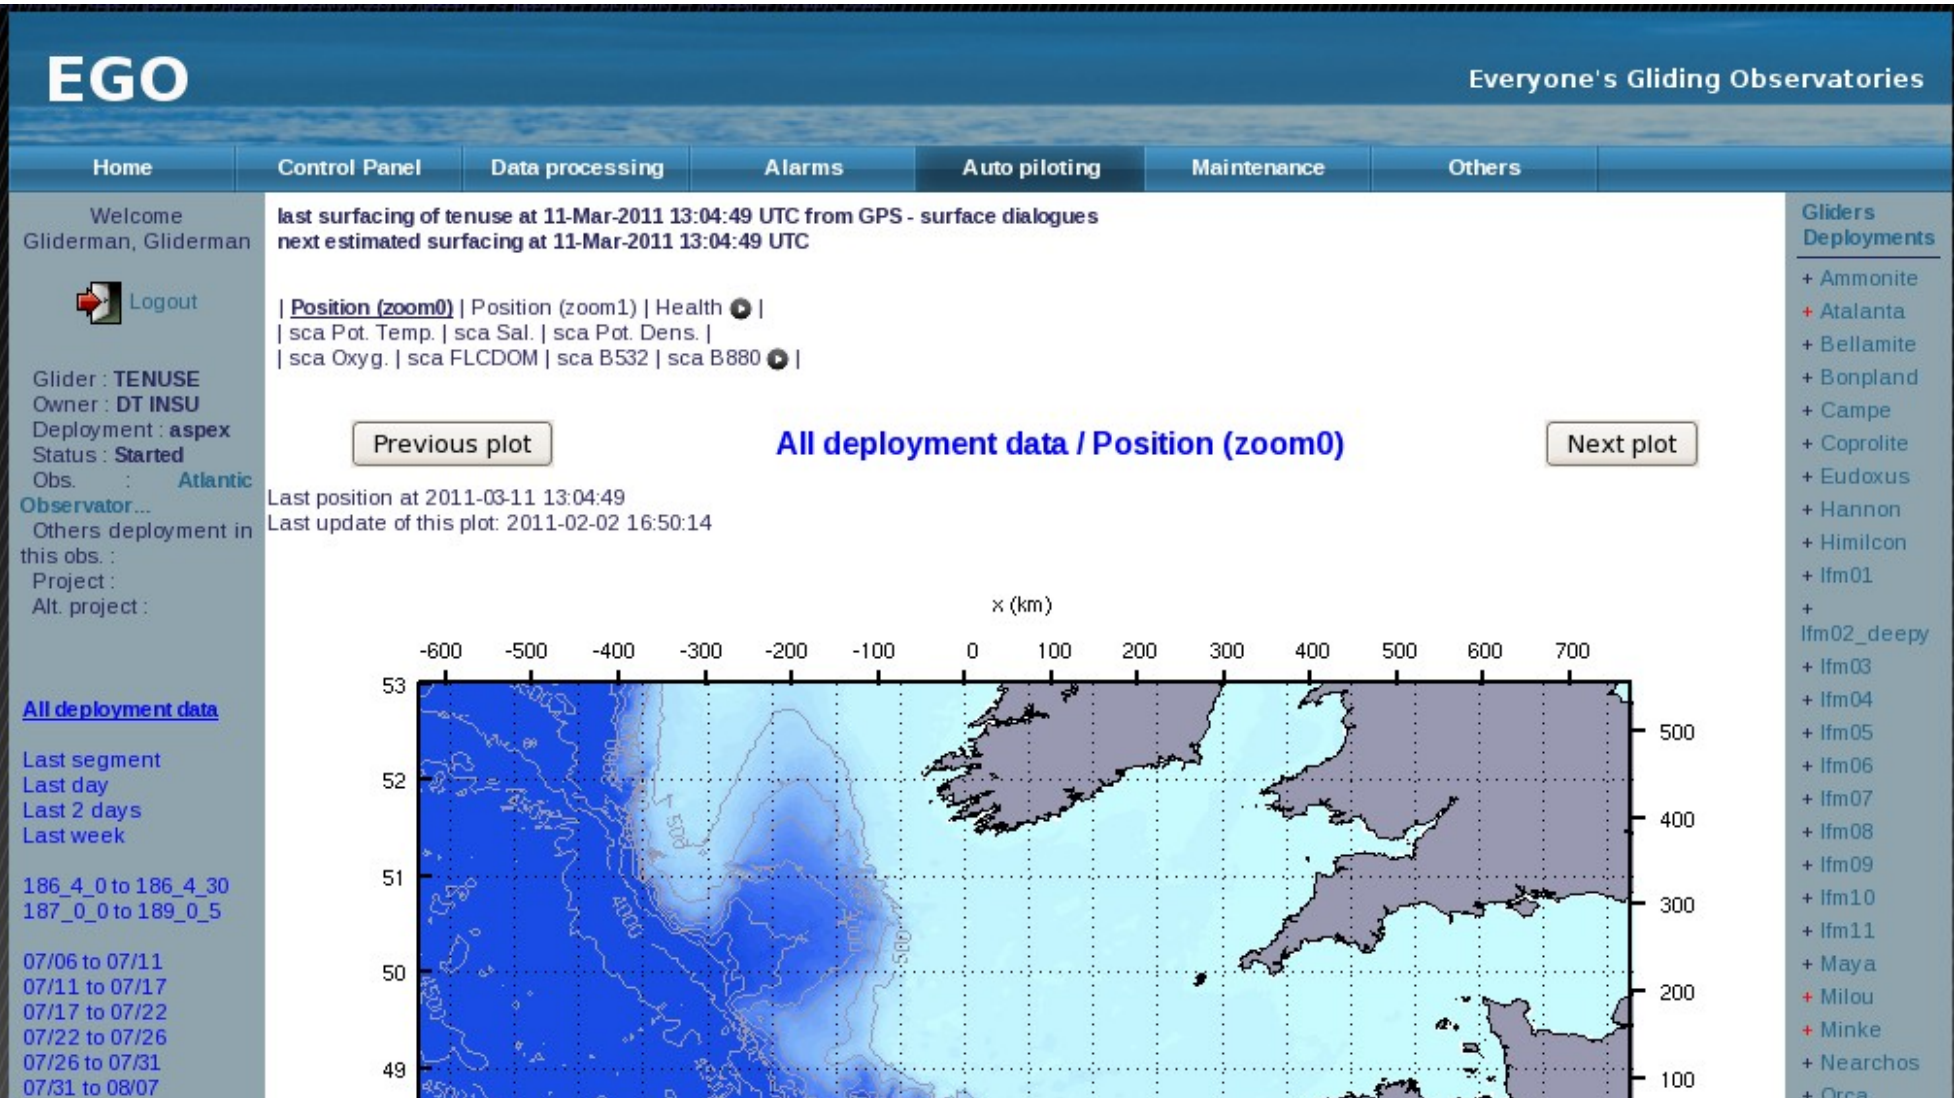 EGO
Everyone's Gliding Observatories
Home
Control Panel
Data processing
Alarms
Auto piloting
Maintenance
Others
Welcome
Gliderman, Gliderman
Logout
Glider : TENUSE
Owner : DT INSU
Deployment : aspex
Status : Started
Obs. : Atlantic
Observator...
Others deployment in
this obs. :
Project :
Alt. project :
All deployment data
Last segment
Last day
Last 2 days
Last week
186_4_0 to 186_4_30
187_0_0 to 189_0_5
07/06 to 07/11
07/11 to 07/17
07/17 to 07/22
07/22 to 07/26
07/26 to 07/31
07/31 to 08/07
last surfacing of tenuse at 11-Mar-2011 13:04:49 UTC from GPS - surface dialogues
next estimated surfacing at 11-Mar-2011 13:04:49 UTC
| Position (zoom0) | Position (zoom1) | Health |
| sca Pot. Temp. | sca Sal. | sca Pot. Dens. |
| sca Oxyg. | sca FLCDOM | sca B532 | sca B880 |
Previous plot
All deployment data / Position (zoom0)
Next plot
Last position at 2011-03-11 13:04:49
Last update of this plot: 2011-02-02 16:50:14
x (km)
-600 -500 -400 -300 -200 -100 0 100 200 300 400 500 600 700
53
52
51
50
49
500
400
300
200
100
500
4000
500
4500
Gliders
Deployments
+ Ammonite
+ Atalanta
+ Bellamite
+ Bonpland
+ Campe
+ Coprolite
+ Eudoxus
+ Hannon
+ Himilcon
+ Ifm01
+
Ifm02_deepy
+ Ifm03
+ Ifm04
+ Ifm05
+ Ifm06
+ Ifm07
+ Ifm08
+ Ifm09
+ Ifm10
+ Ifm11
+ Maya
+ Milou
+ Minke
+ Nearchos
+ Orca